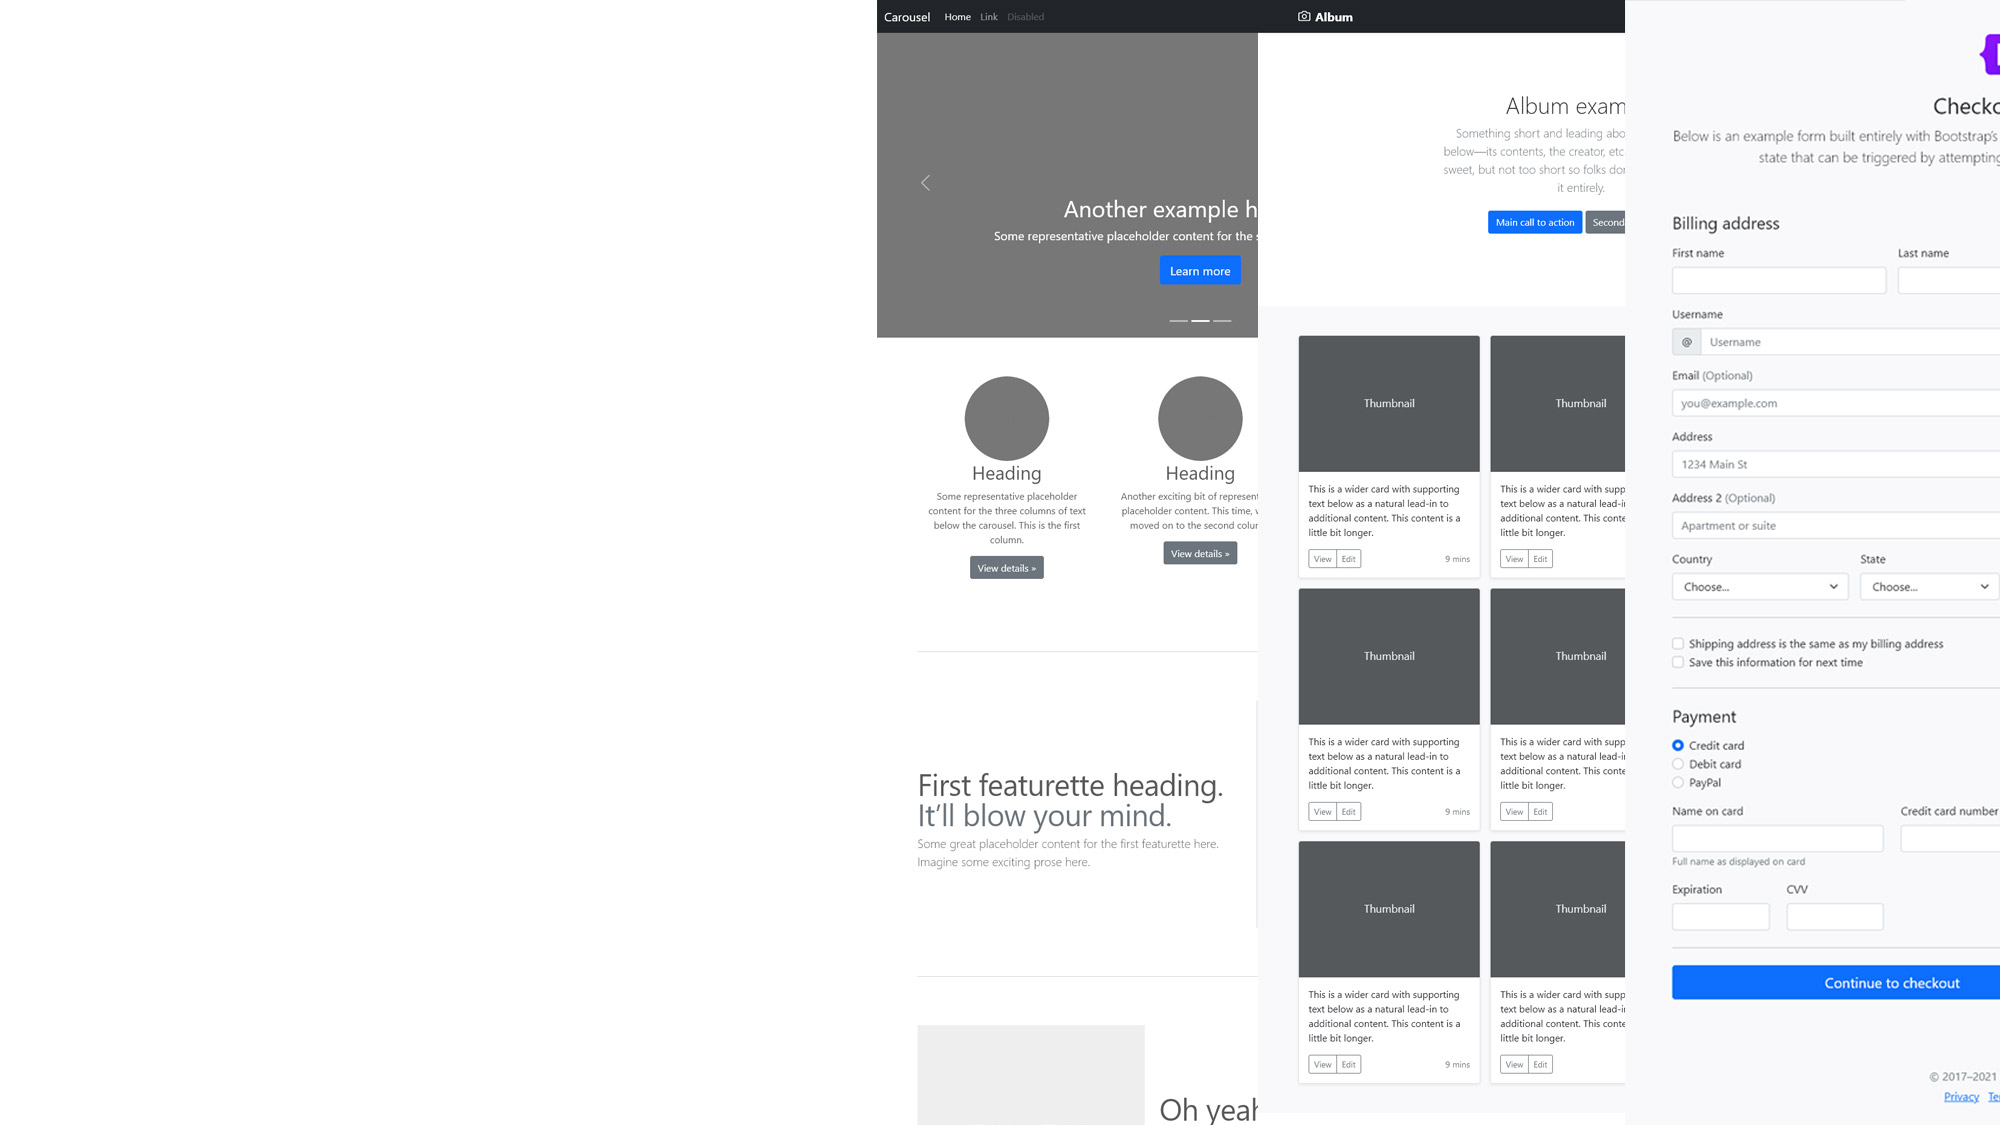 Carousel Home Link Disabled
Another example h
Some representative placeholder content for the s
Learn more
Heading
Some representative placeholder
content for the three columns of text
below the carousel. This is the first
column.
View details »
Heading
Another exciting bit of represent
placeholder content. This time, w
moved on to the second colur
View details »
First featurette heading.
It'll blow your mind.
Some great placeholder content for the first featurette here.
Imagine some exciting prose here.
Oh yeah
Album
Album exam
Something short and leading abo
below—its contents, the creator, etc
sweet, but not too short so folks dor
it entirely.
Main call to action Second
Thumbnail
This is a wider card with supporting
text below as a natural lead-in to
additional content. This content is a
little bit longer.
View Edit 9 mins
Thumbnail
This is a wider card with supp
text below as a natural lead-i
additional content. This conte
little bit longer.
View Edit
Thumbnail
This is a wider card with supporting
text below as a natural lead-in to
additional content. This content is a
little bit longer.
View Edit 9 mins
Thumbnail
This is a wider card with supp
text below as a natural lead-i
additional content. This conte
little bit longer.
View Edit
Thumbnail
This is a wider card with supporting
text below as a natural lead-in to
additional content. This content is a
little bit longer.
View Edit 9 mins
Thumbnail
This is a wider card with supp
text below as a natural lead-i
additional content. This conte
little bit longer.
View Edit
Checko
Below is an example form built entirely with Bootstrap's
state that can be triggered by attempting
Billing address
First name Last name
Username
@ Username
Email (Optional)
you@example.com
Address
1234 Main St
Address 2 (Optional)
Apartment or suite
Country State
Choose... Choose...
Shipping address is the same as my billing address
Save this information for next time
Payment
Credit card
Debit card
PayPal
Name on card Credit card number
Full name as displayed on card
Expiration CVV
Continue to checkout
© 2017–2021
Privacy Te